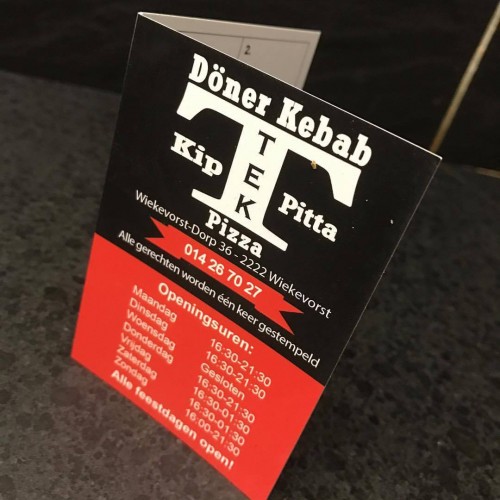 2.
Döner Kebab
T
Kip TEK Pitta
Pizza
Wiekevorst-Dorp 36 - 2222 Wiekevorst
014 26 70 27
Alle gerechten worden één keer gestempeld
Openingsuren:
Maandag 16:30-21:30
Dinsdag 16:30-21:30
Woensdag Gesloten
Donderdag 16:30-21:30
Vrijdag 16:30-01:30
Zaterdag 16:30-01:30
Zondag 16:00-21:30
Alle feestdagen open!